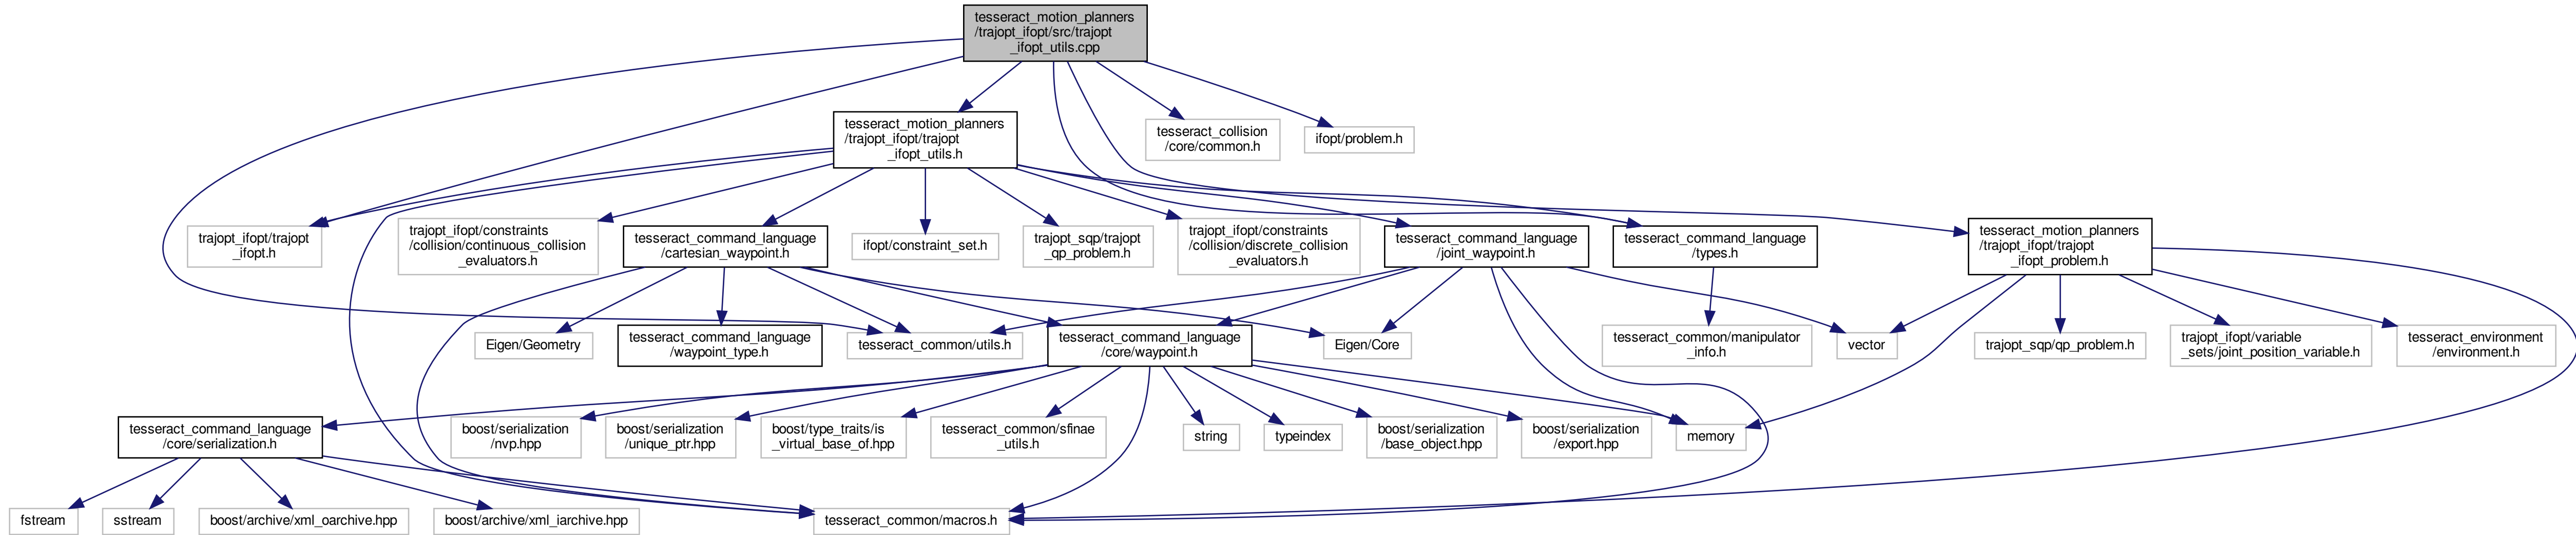 tesseract_motion_planners
/trajopt_ifopt/src/trajopt
_ifopt_utils.cpp
tesseract_motion_planners
/trajopt_ifopt/trajopt
_ifopt_utils.h
tesseract_collision
/core/common.h
ifopt/problem.h
trajopt_ifopt/trajopt
_ifopt.h
trajopt_ifopt/constraints
/collision/continuous_collision
_evaluators.h
tesseract_command_language
/cartesian_waypoint.h
ifopt/constraint_set.h
trajopt_sqp/trajopt
_qp_problem.h
trajopt_ifopt/constraints
/collision/discrete_collision
_evaluators.h
tesseract_command_language
/joint_waypoint.h
tesseract_command_language
/types.h
tesseract_motion_planners
/trajopt_ifopt/trajopt
_ifopt_problem.h
Eigen/Geometry
tesseract_command_language
/waypoint_type.h
tesseract_common/utils.h
tesseract_command_language
/core/waypoint.h
Eigen/Core
tesseract_common/manipulator
_info.h
vector
trajopt_sqp/qp_problem.h
trajopt_ifopt/variable
_sets/joint_position_variable.h
tesseract_environment
/environment.h
tesseract_command_language
/core/serialization.h
boost/serialization
/nvp.hpp
boost/serialization
/unique_ptr.hpp
boost/type_traits/is
_virtual_base_of.hpp
tesseract_common/sfinae
_utils.h
string
typeindex
boost/serialization
/base_object.hpp
boost/serialization
/export.hpp
memory
fstream
sstream
boost/archive/xml_oarchive.hpp
boost/archive/xml_iarchive.hpp
tesseract_common/macros.h